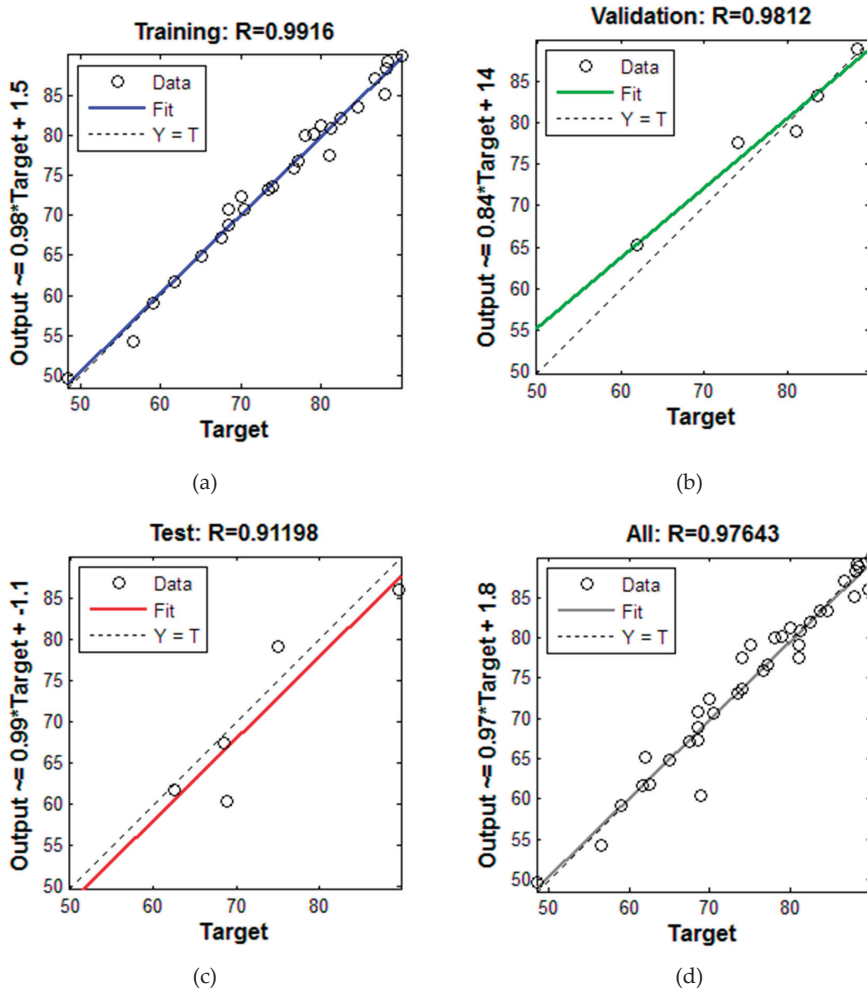 Training: R=0.9916
Output ~= 0.98*Target + 1.5
Data
Fit
Y = T
85
80
75
70
65
60
55
50
50 60 70 80
Target
(a)
Validation: R=0.9812
Output ~= 0.84*Target + 14
Data
Fit
Y = T
85
80
75
70
65
60
55
50
50 60 70 80
Target
(b)
Test: R=0.91198
Output ~= 0.99*Target + -1.1
Data
Fit
Y = T
85
80
75
70
65
60
55
50
50 60 70 80
Target
(c)
All: R=0.97643
Output ~= 0.97*Target + 1.8
Data
Fit
Y = T
85
80
75
70
65
60
55
50
50 60 70 80
Target
(d)